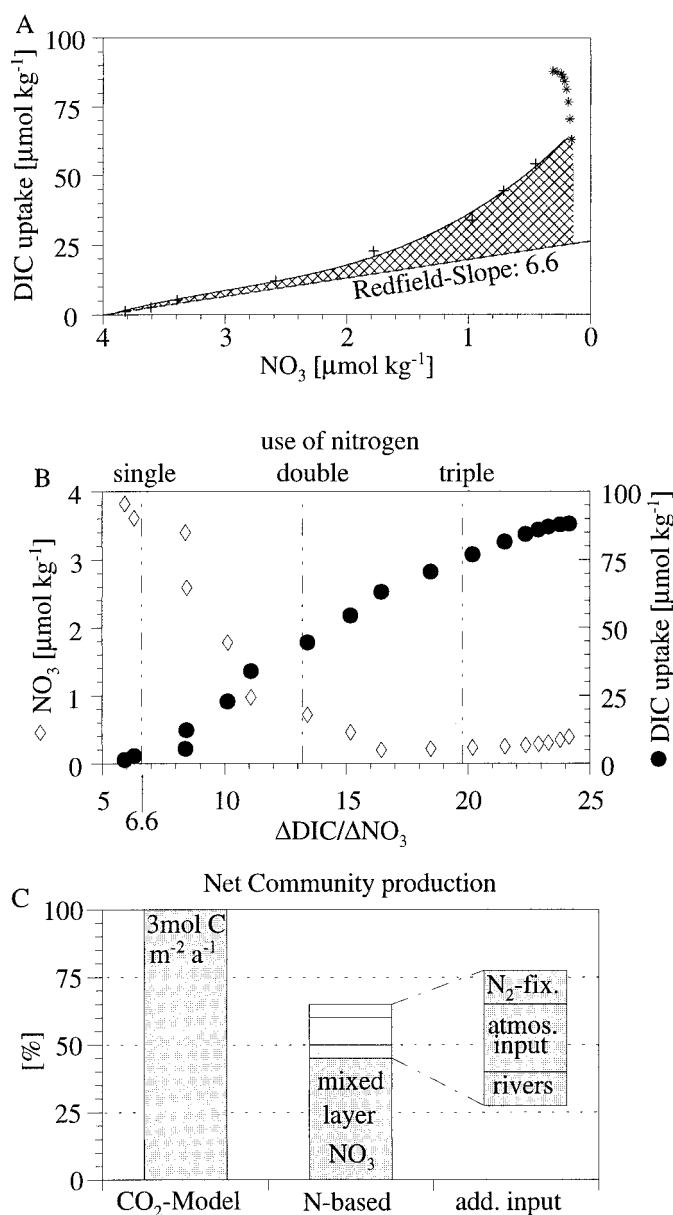 A
100
75
50
25
0
DIC uptake [μmol kg⁻¹]
Redfield-Slope: 6.6
4 3 2 1 0
NO₃ [μmol kg⁻¹]
use of nitrogen
B
single double triple
4
3
2
1
0
◇ NO₃ [μmol kg⁻¹]
100
75
50
25
0
● DIC uptake [μmol kg⁻¹]
5 10 15 20 25
6.6
ΔDIC/ΔNO₃
Net Community production
C
100
75
50
25
0
[%]
3mol C
m⁻² a⁻¹
mixed
layer
NO₃
N₂-fix.
atmos.
input
rivers
CO₂-Model N-based add. input